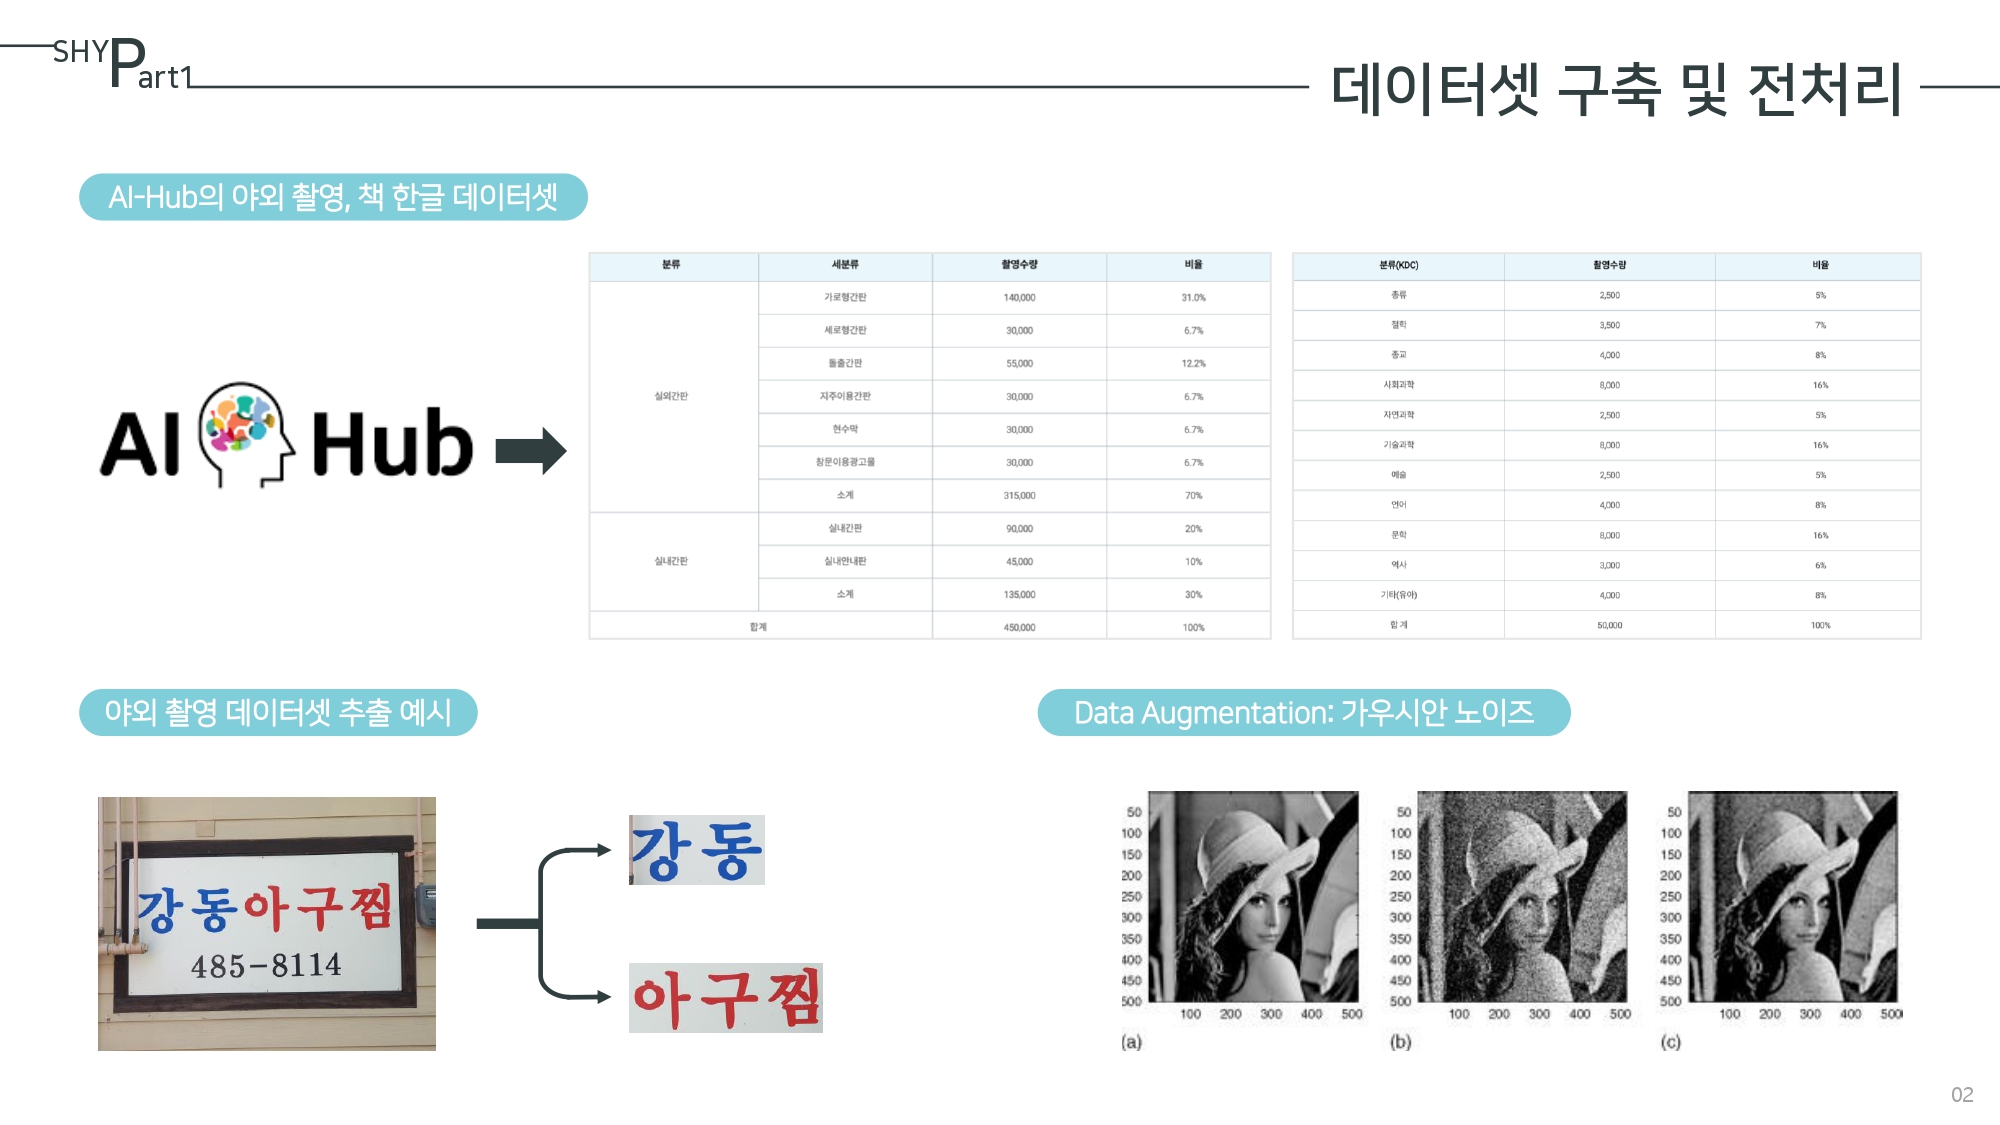 SHY
Part1
데이터셋 구축 및 전처리
AI-Hub의 야외 촬영, 책 한글 데이터셋
AI Hub
분류 세분류 촬영수량 비율
실외간판
가로형간판 140,000 31.0%
세로형간판 30,000 6.7%
돌출간판 55,000 12.2%
지주이용간판 30,000 6.7%
현수막 30,000 6.7%
창문이용광고물 30,000 6.7%
소계 315,000 70%
실내간판
실내간판 90,000 20%
실내안내판 45,000 10%
소계 135,000 30%
합계 450,000 100%
분류(KDC) 촬영수량 비율
총류 2,500 5%
철학 3,500 7%
종교 4,000 8%
사회과학 8,000 16%
자연과학 2,500 5%
기술과학 8,000 16%
예술 2,500 5%
언어 4,000 8%
문학 8,000 16%
역사 3,000 6%
기타(유아) 4,000 8%
합 계 50,000 100%
야외 촬영 데이터셋 추출 예시
강동아구찜
485-8114
강동
아구찜
Data Augmentation: 가우시안 노이즈
50
100
150
200
250
300
350
400
450
500
100 200 300 400 500
(a)
50
100
150
200
250
300
350
400
450
500
100 200 300 400 500
(b)
50
100
150
200
250
300
350
400
450
500
100 200 300 400 500
(c)
02